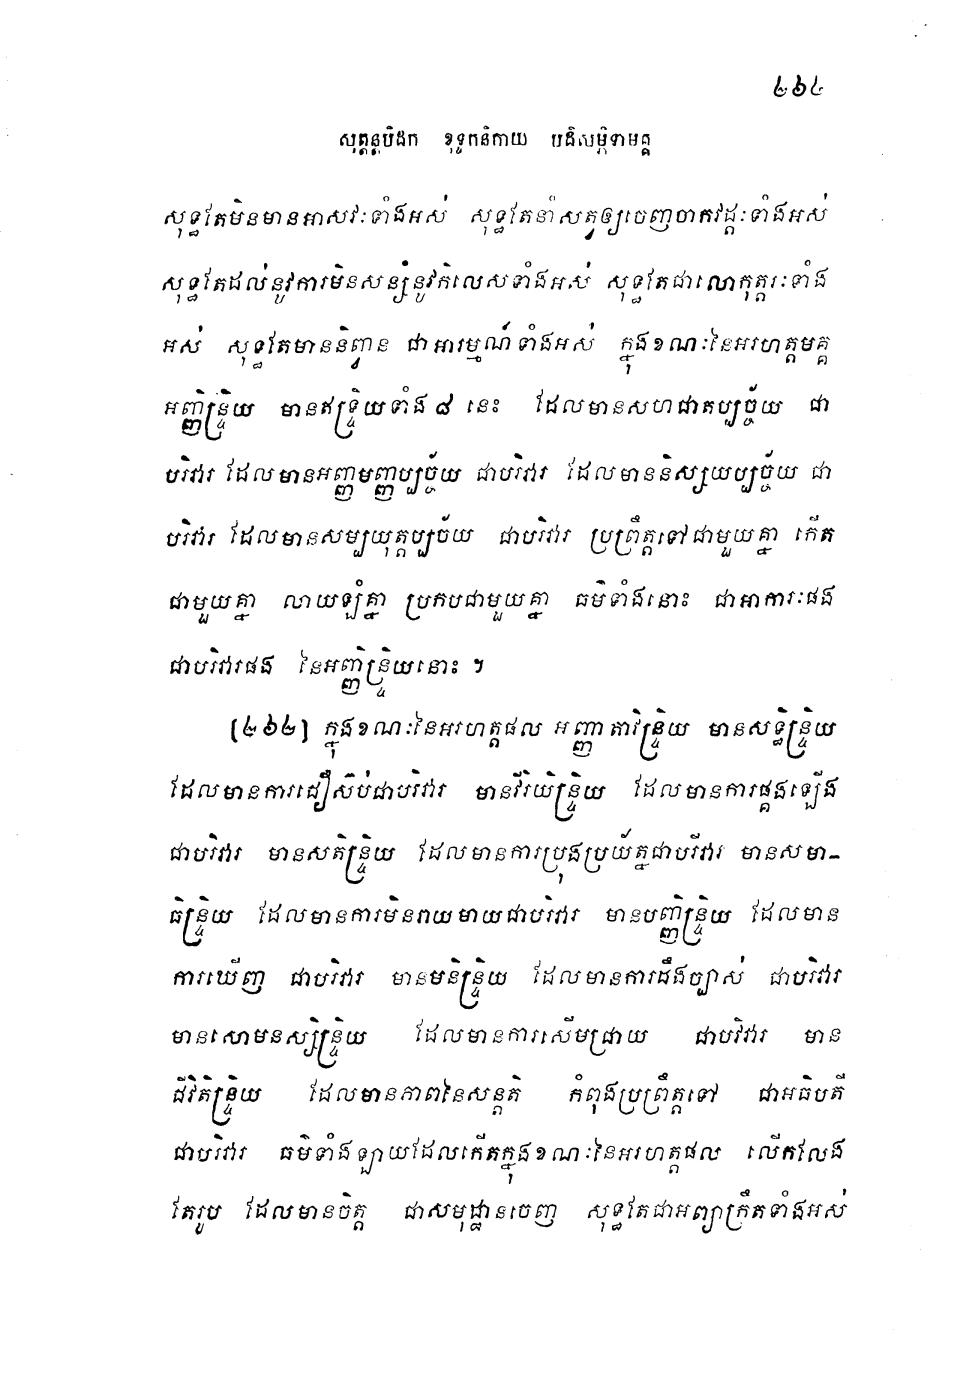 ៤៦៤
សុត្តន្តបិដក ខុទ្ទកនិកាយ បដិសម្ភិទាមគ្គ
សុទ្ធតែមិនមានអាសវៈទាំងអស់ សុទ្ធតែនាំសត្វឲ្យចេញចាកវដ្តៈទាំងអស់
សុទ្ធតែដល់នូវការមិនសន្សំនូវកិលេសទាំងអស់ សុទ្ធតែជាលោកុត្តរៈទាំង
អស់ សុទ្ធតែមាននិព្វាន ជាអារម្មណ៍ទាំងអស់ ក្នុងខណៈនៃអរហត្តមគ្គ
អញ្ញិន្ទ្រិយ មានឥន្ទ្រិយទាំង ៨ នេះ ដែលមានសហជាតប្បច្ច័យ ជា
បរិវារ ដែលមានអញ្ញមញ្ញប្បច្ច័យ ជាបរិវារ ដែលមាននិស្សយប្បច្ច័យ ជា
បរិវារ ដែលមានសម្បយុត្តប្បច័យ ជាបរិវារ ប្រព្រឹត្តទៅជាមួយគ្នា កើត
ជាមួយគ្នា លាយឡំគ្នា ប្រកបជាមួយគ្នា ធម៌ទាំងនោះ ជាអាការៈផង
ជាបរិវារផង នៃអញ្ញិន្ទ្រិយនោះ ។
[៤៦៤] ក្នុងខណៈនៃអរហត្តផល អញ្ញាតាវិន្ទ្រិយ មានសទ្ធិន្ទ្រិយ
ដែលមានការជឿស៊ប់ជាបរិវារ មានវីរិយិន្ទ្រិយ ដែលមានការផ្គងឡើង
ជាបរិវារ មានសតិន្ទ្រិយ ដែលមានការប្រុងប្រយ័ត្នជាបរិវារ មានសមា-
ធិន្ទ្រិយ ដែលមានការមិនរាយមាយជាបរិវារ មានបញ្ញិន្ទ្រិយ ដែលមាន
ការឃើញ ជាបរិវារ មានមនិន្ទ្រិយ ដែលមានការដឹងច្បាស់ ជាបរិវារ
មានសោមនស្សិន្ទ្រិយ ដែលមានការសើមជ្រាយ ជាបរិវារ មាន
ជីវិតិន្ទ្រិយ ដែលមានភាពនៃសន្តតិ កំពុងប្រព្រឹត្តទៅ ជាអធិបតី
ជាបរិវារ ធម៌ទាំងឡាយដែលកើតក្នុងខណៈនៃអរហត្តផល លើកលែង
តែរូប ដែលមានចិត្ត ជាសមុដ្ឋានចេញ សុទ្ធតែជាអព្យាក្រឹតទាំងអស់